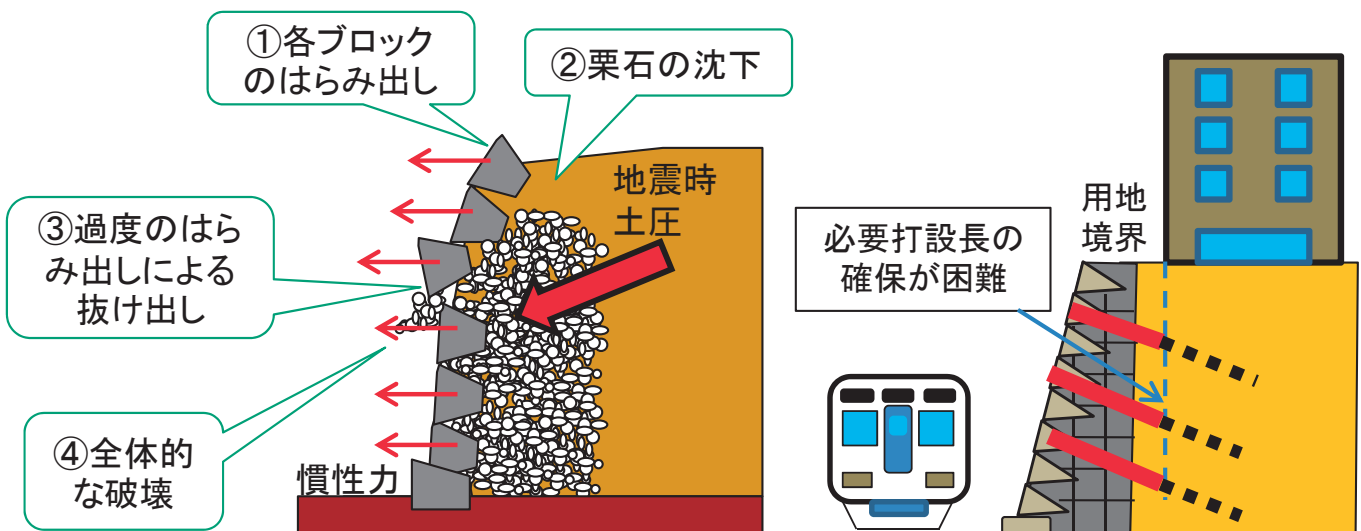 ①各ブロック
のはらみ出し
②栗石の沈下
地震時
土圧
③過度のはら
み出しによる
抜け出し
④全体的
な破壊
慣性力
用地
境界
必要打設長の
確保が困難